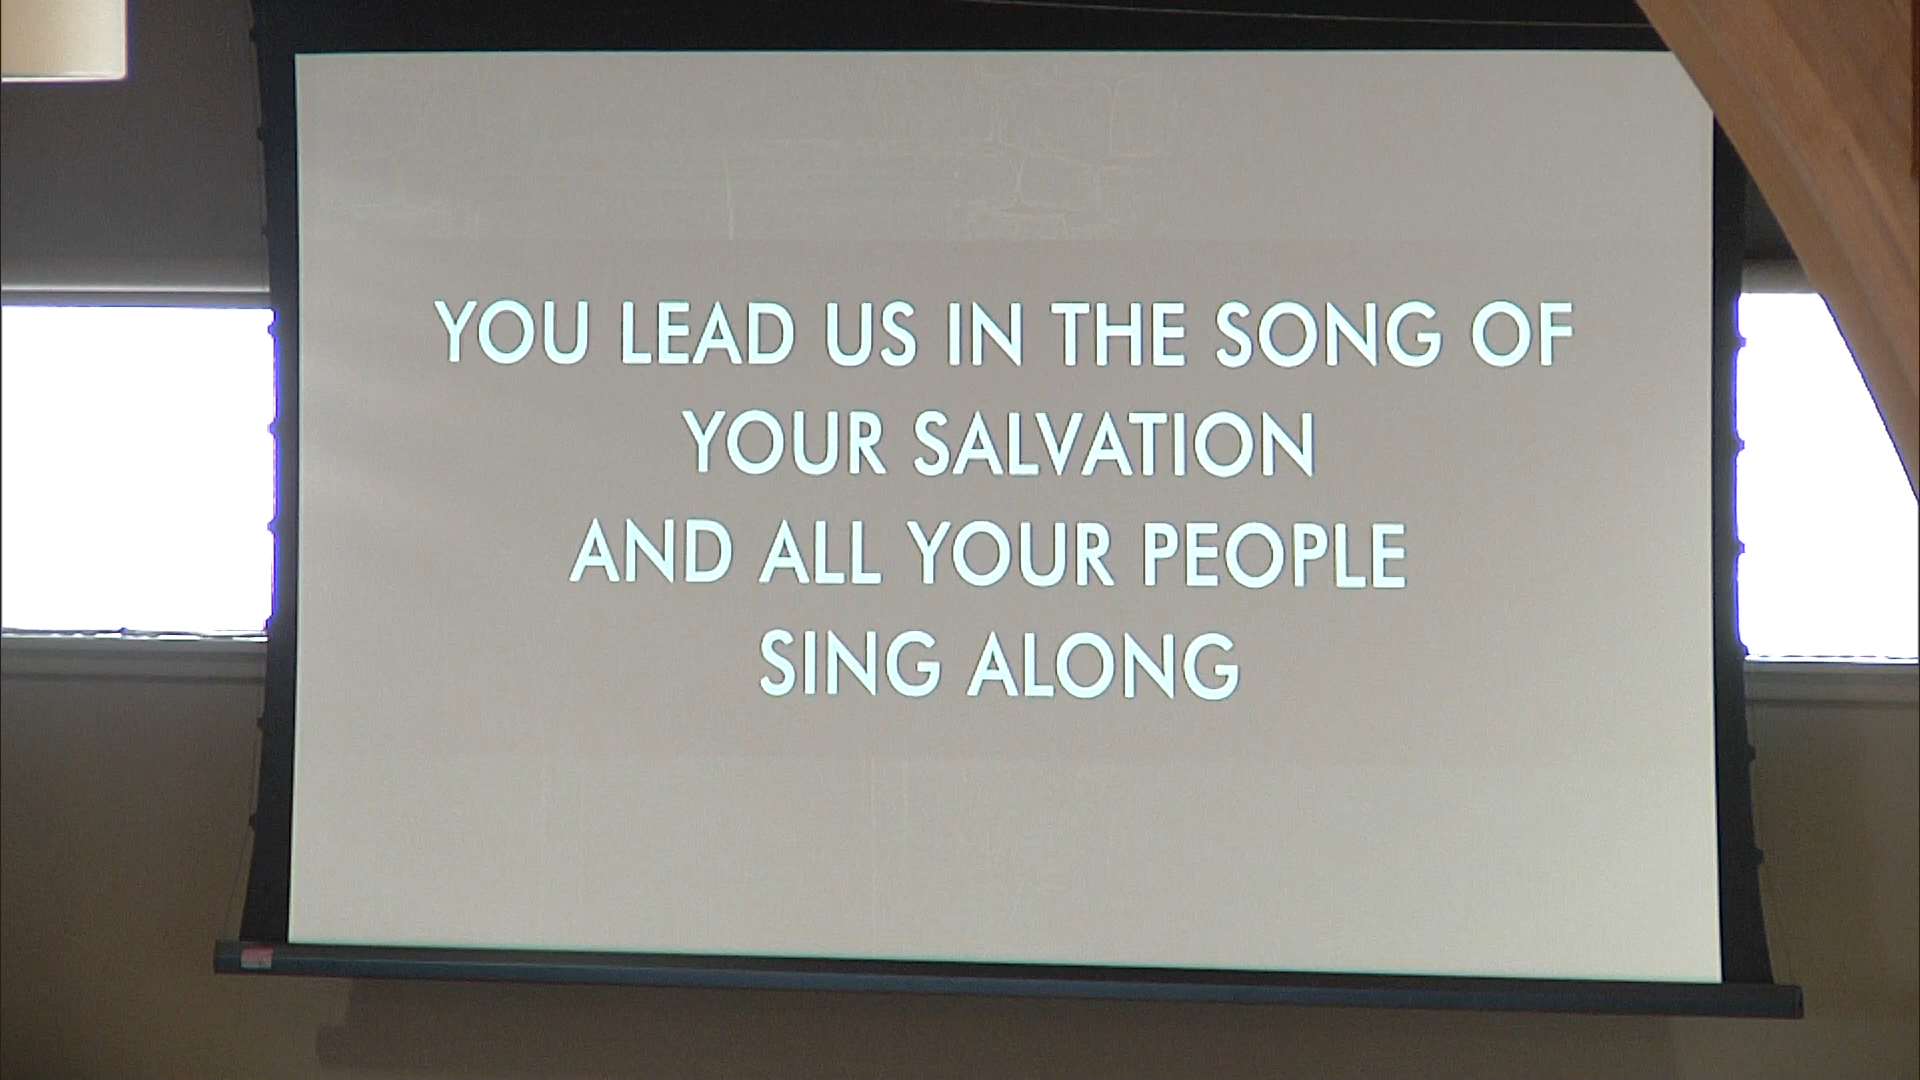 YOU LEAD US IN THE SONG OF
YOUR SALVATION
AND ALL YOUR PEOPLE
SING ALONG